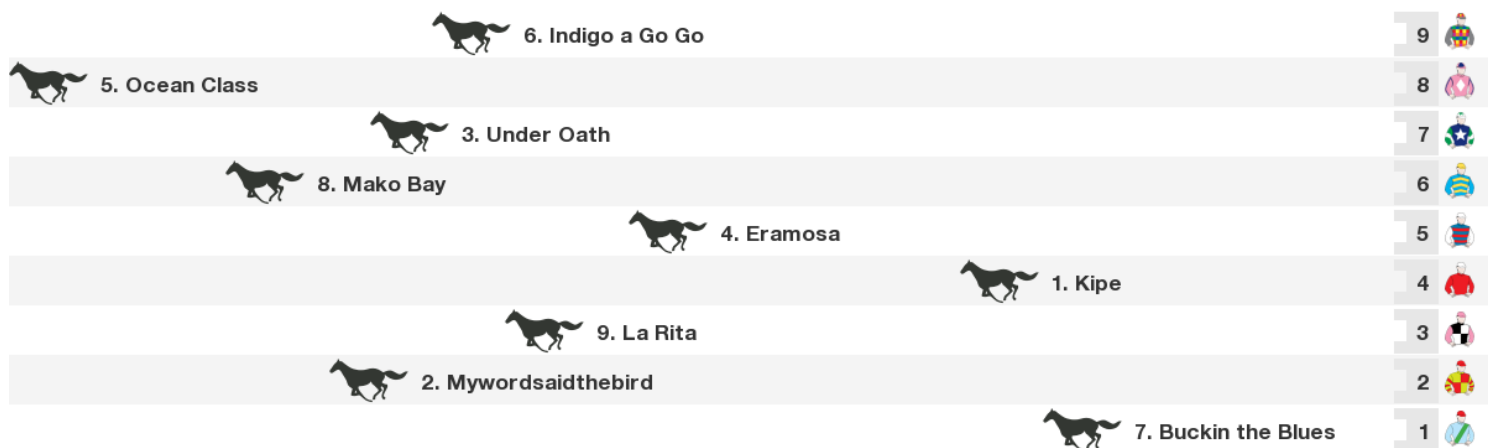 6. Indigo a Go Go 9
5. Ocean Class 8
3. Under Oath 7
8. Mako Bay 6
4. Eramosa 5
1. Kipe 4
9. La Rita 3
2. Mywordsaidthebird 2
7. Buckin the Blues 1